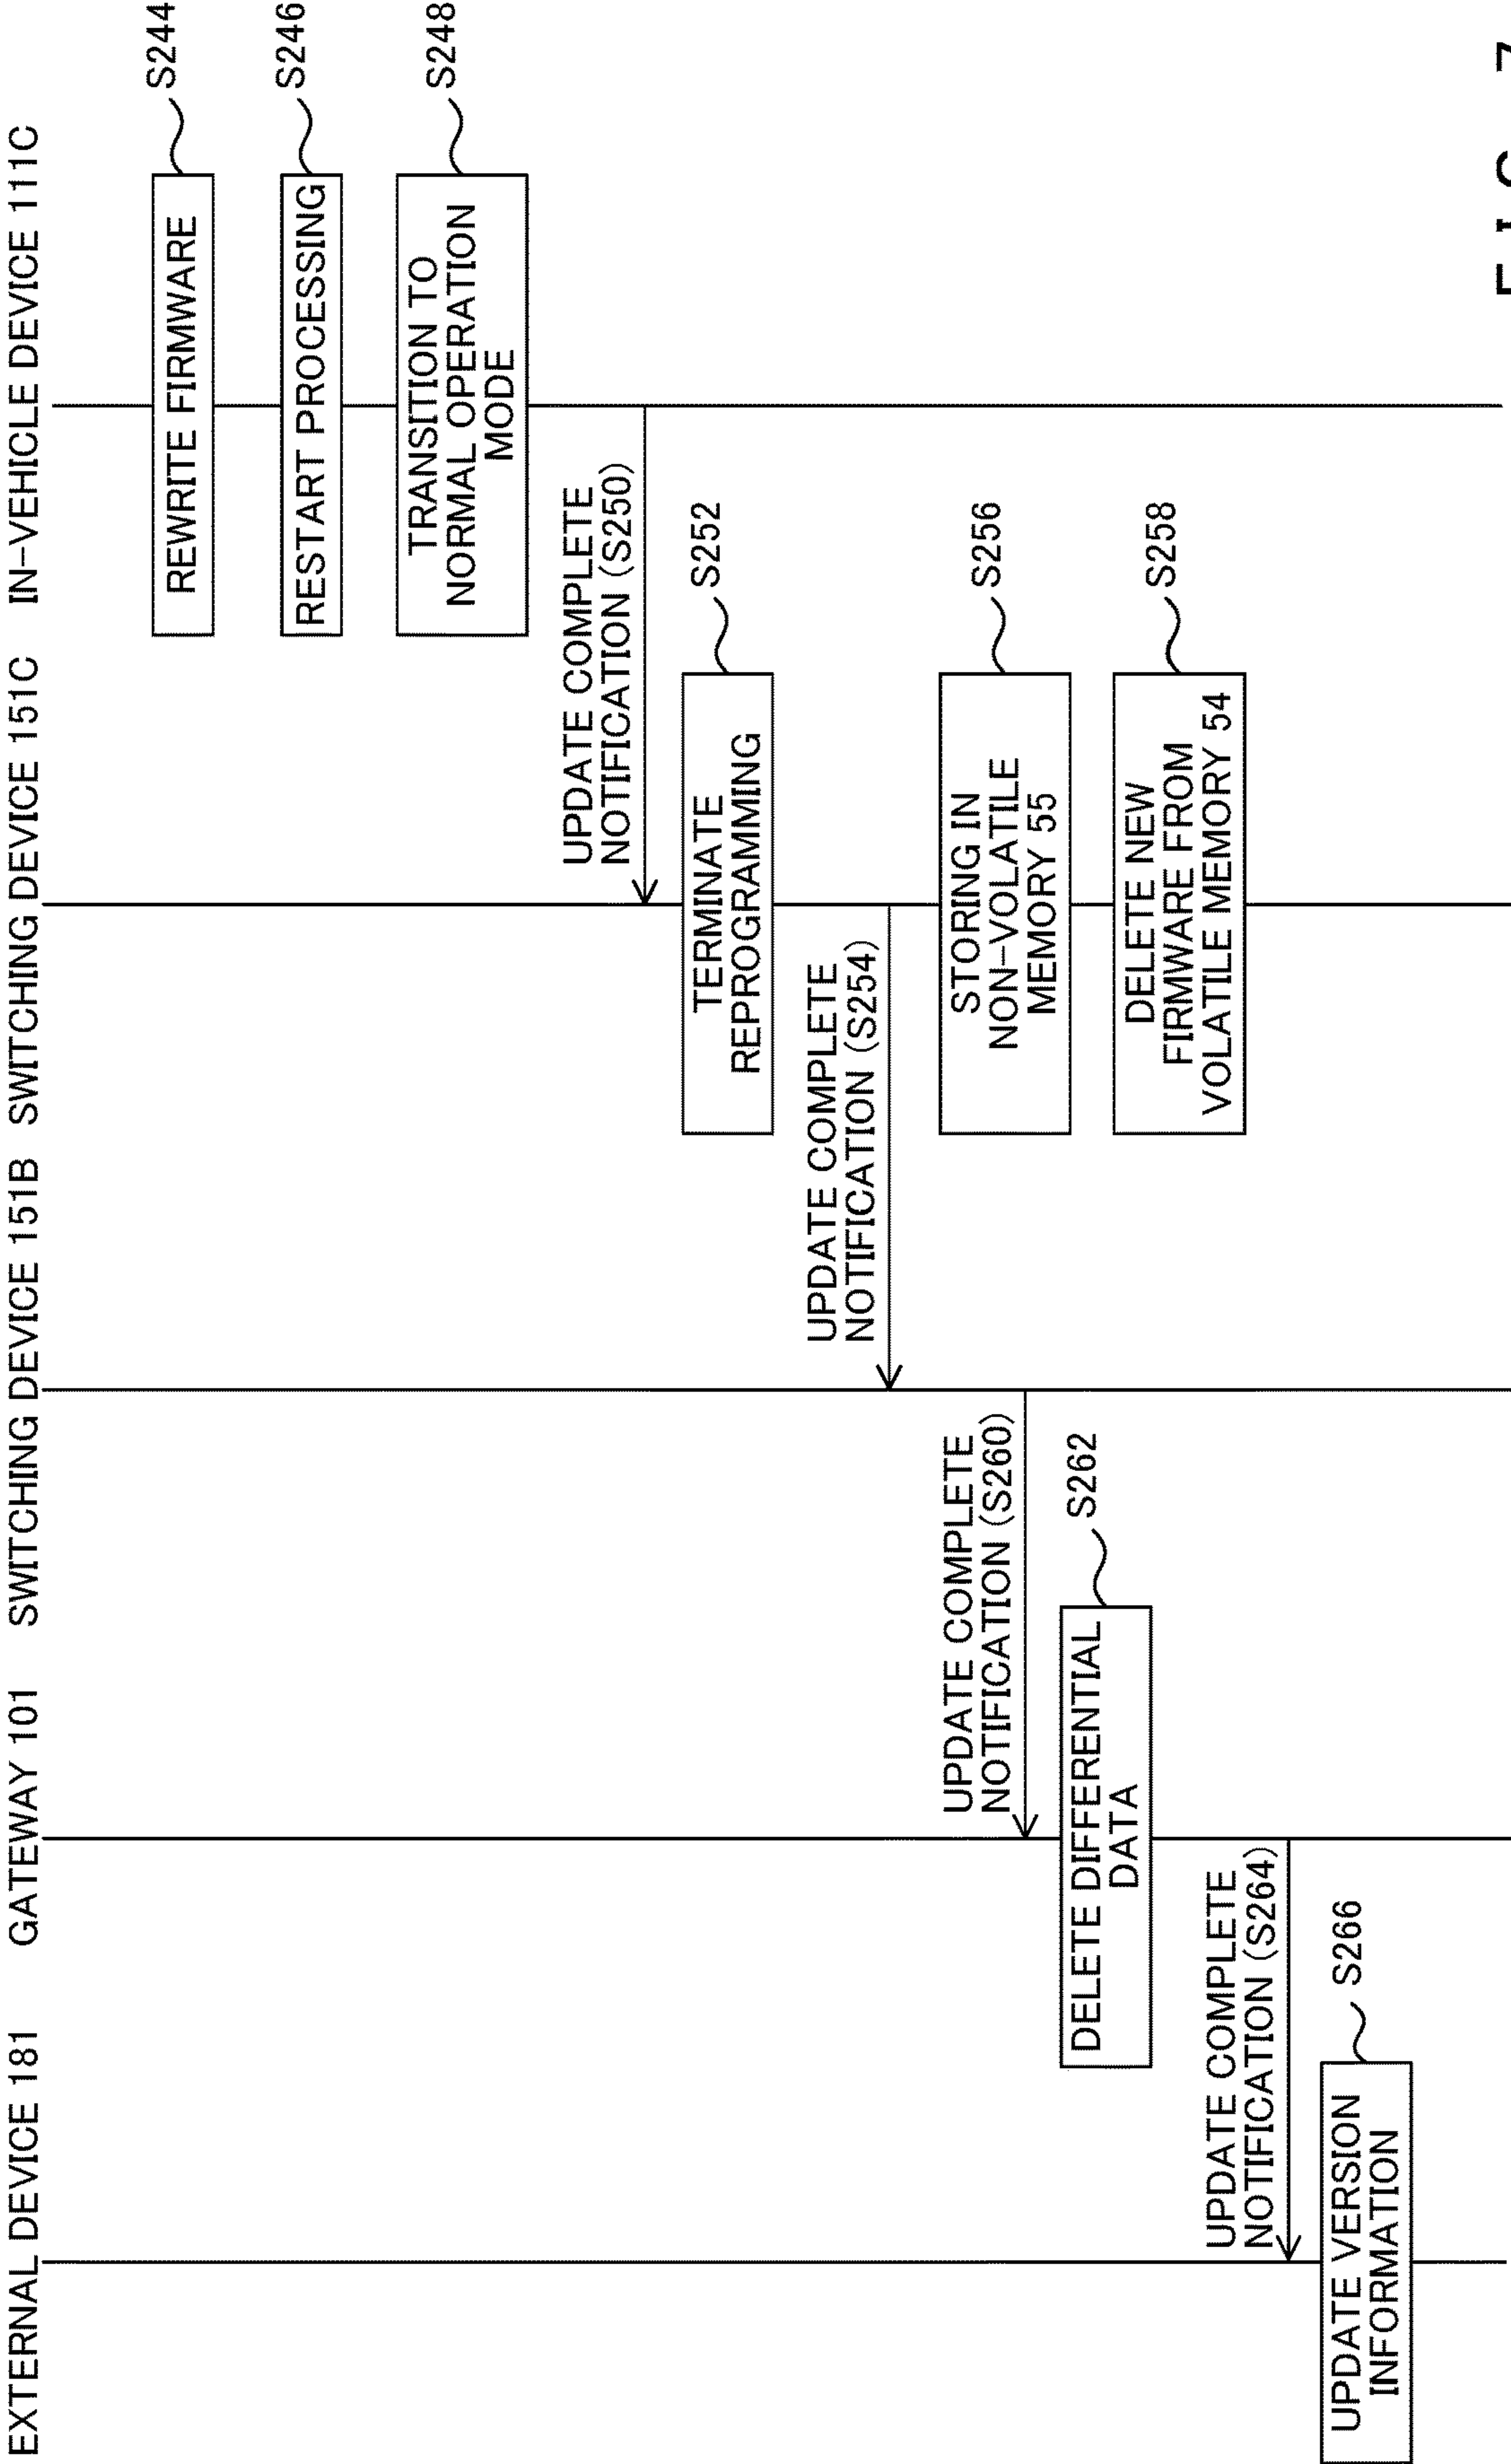 EXTERNAL DEVICE 181
GATEWAY 101
SWITCHING DEVICE 151B
SWITCHING DEVICE 151C
IN-VEHICLE DEVICE 111C
REWRITE FIRMWARE
S244
RESTART PROCESSING
S246
TRANSITION TO
NORMAL OPERATION
MODE
S248
UPDATE COMPLETE
NOTIFICATION (S250)
TERMINATE
REPROGRAMMING
S252
UPDATE COMPLETE
NOTIFICATION (S254)
STORING IN
NON-VOLATILE
MEMORY 55
S256
DELETE NEW
FIRMWARE FROM
VOLATILE MEMORY 54
S258
UPDATE COMPLETE
NOTIFICATION (S260)
DELETE DIFFERENTIAL
DATA
S262
UPDATE COMPLETE
NOTIFICATION (S264)
UPDATE VERSION
INFORMATION
S266